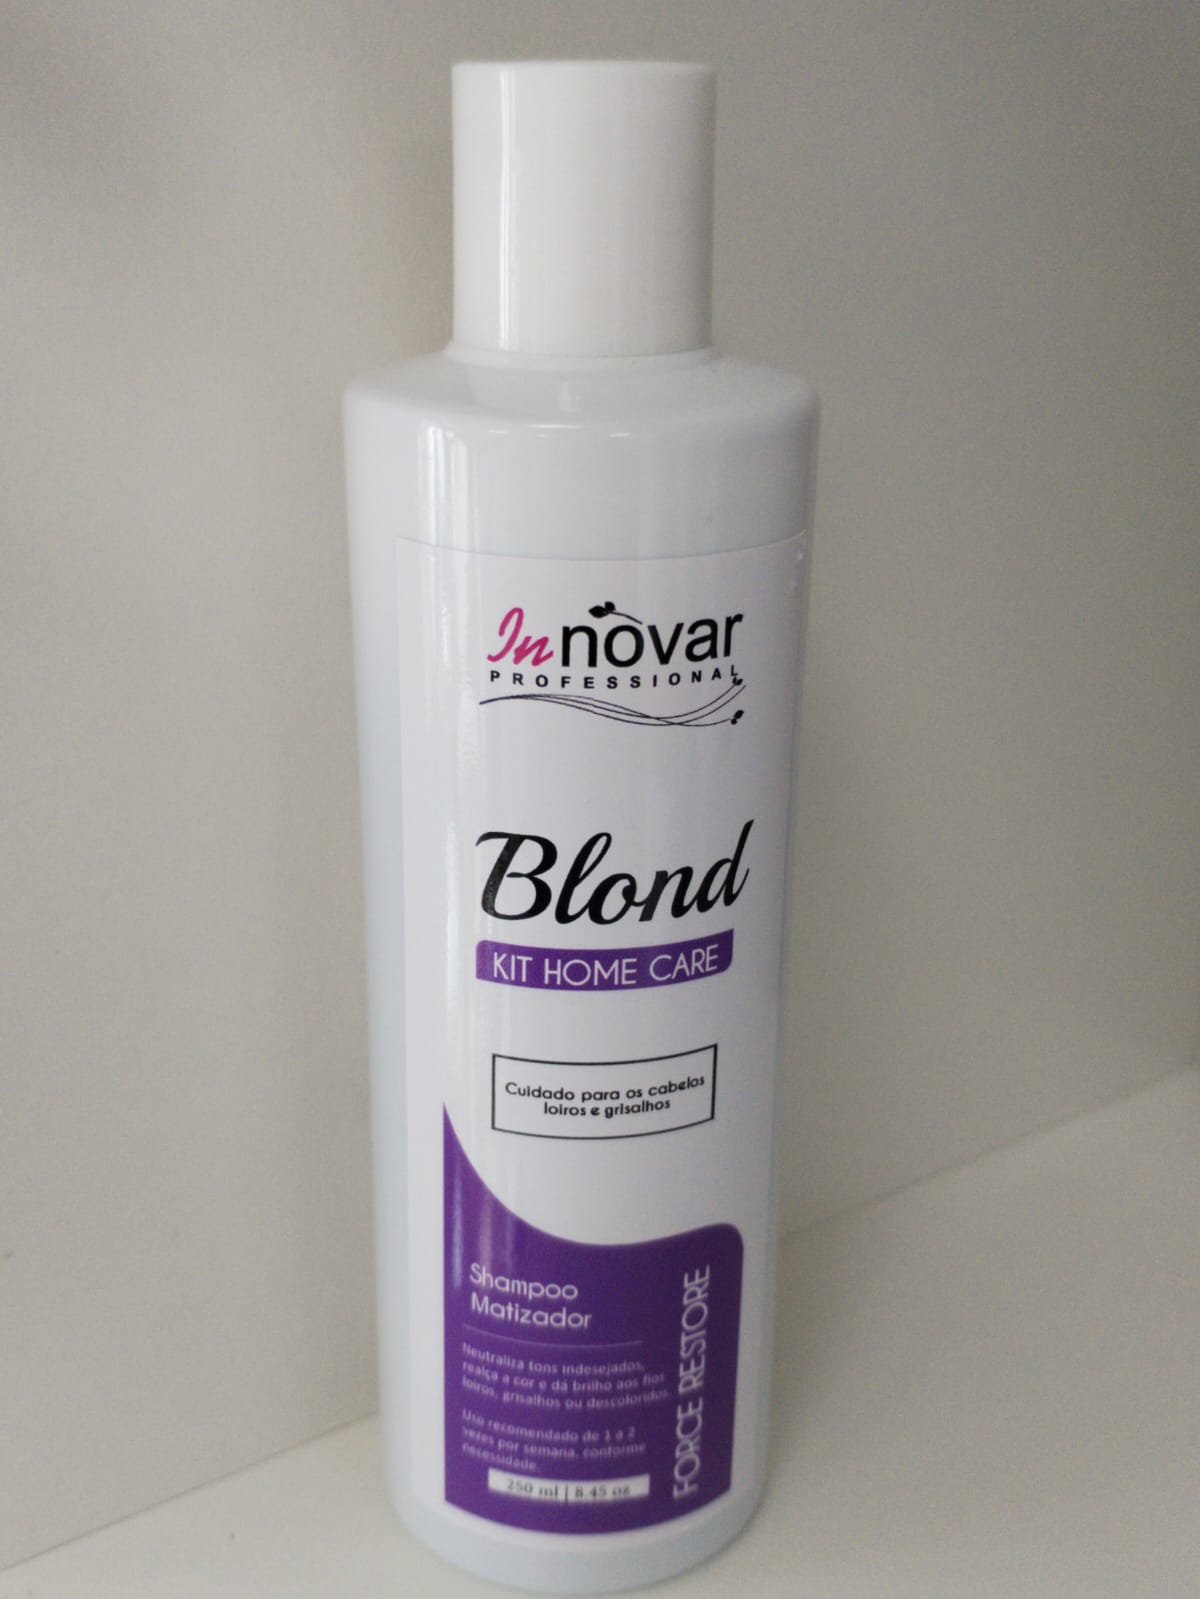 Innovar
PROFESSIONAL
Blond
KIT HOME CARE
Cuidado para os cabelos
loiros e grisalhos
Shampoo
Matizador
Neutraliza tons indesejados,
realça a cor e dá brilho aos fios
loiros, grisalhos ou descoloridos.
Uso recomendado de 1 a 2
vezes por semana, conforme
necessidade.
250 ml | 8.45 oz
FORCE RESTORE